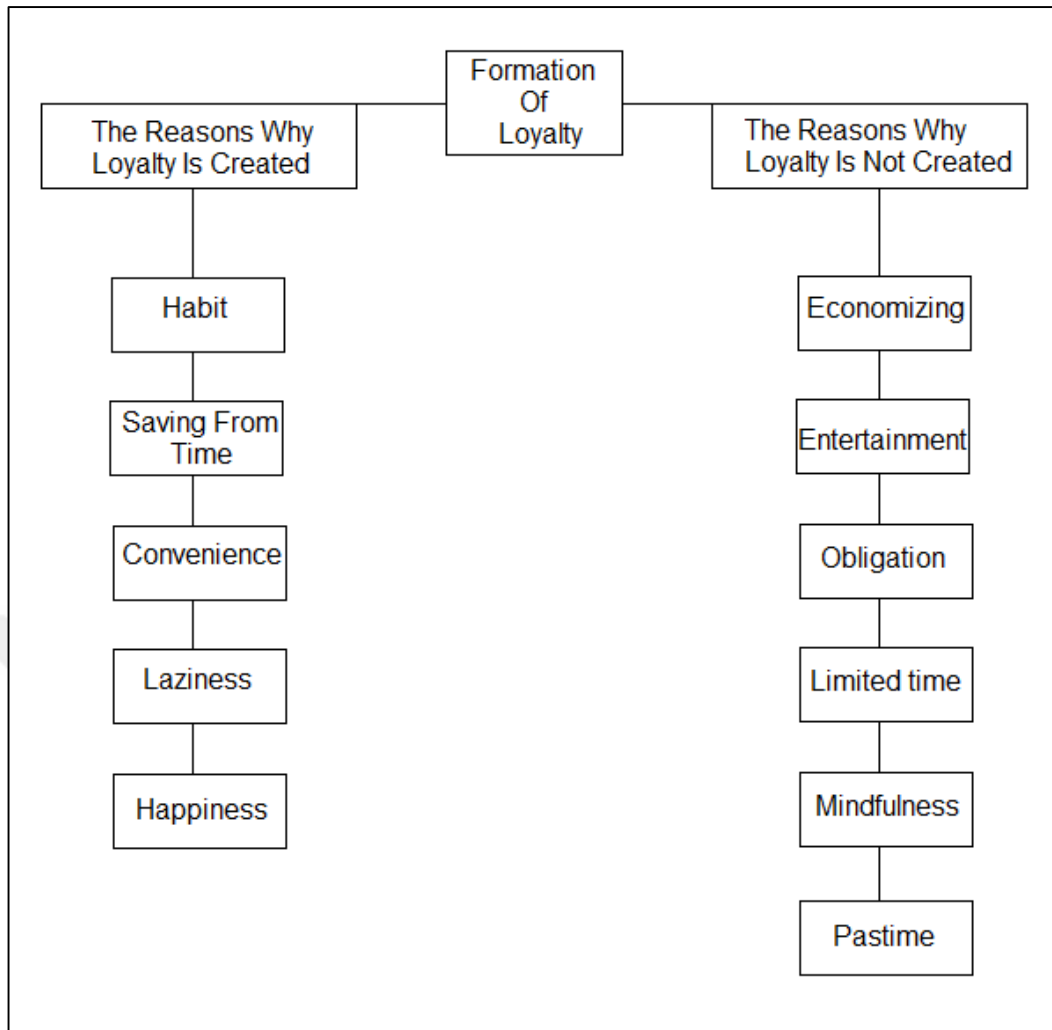 Formation
Of
Loyalty
The Reasons Why
Loyalty Is Created
Habit
Saving From
Time
Convenience
Laziness
Happiness
The Reasons Why
Loyalty Is Not Created
Economizing
Entertainment
Obligation
Limited time
Mindfulness
Pastime